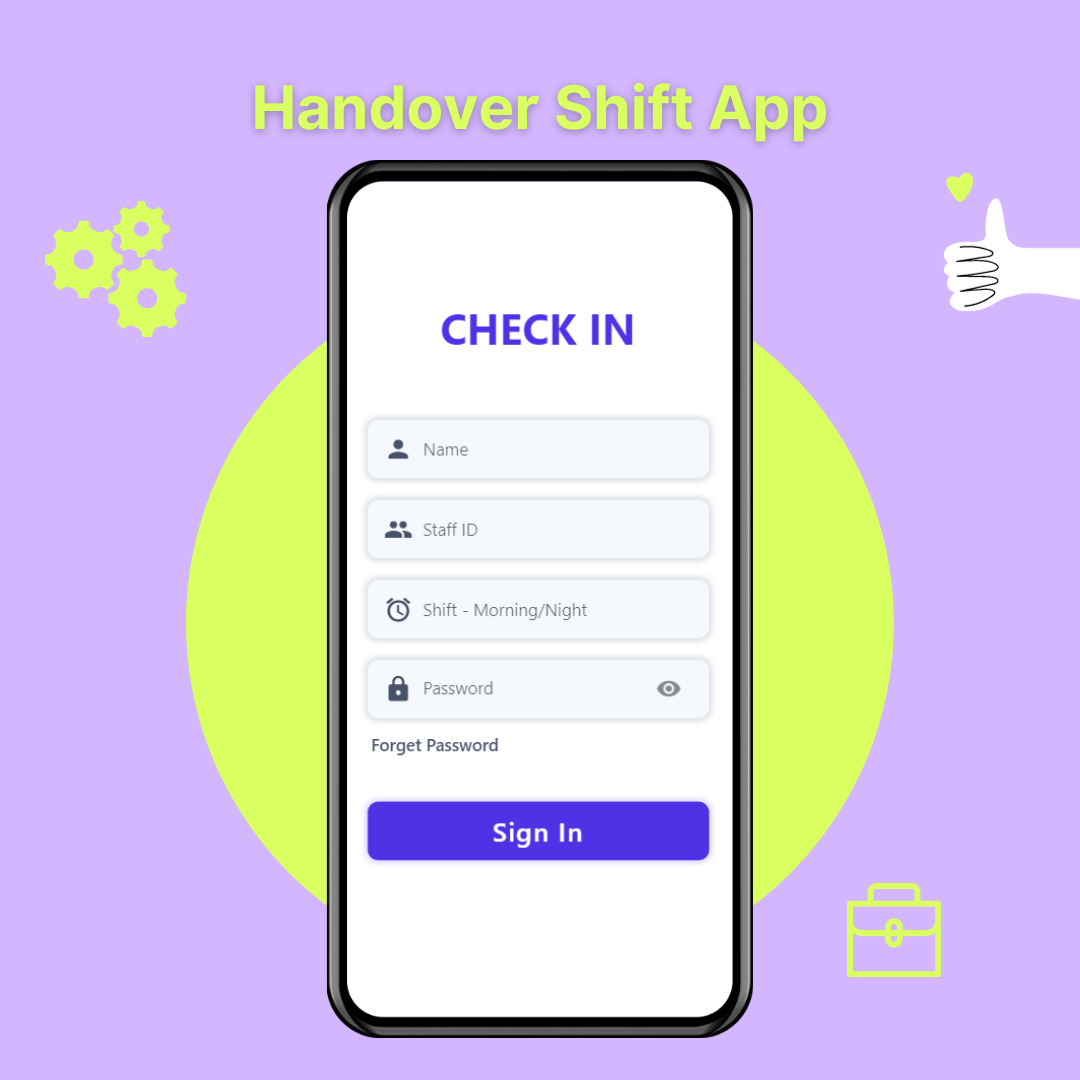 Handover Shift App
CHECK IN
Name
Staff ID
Shift - Morning/Night
Password
Forget Password
Sign In